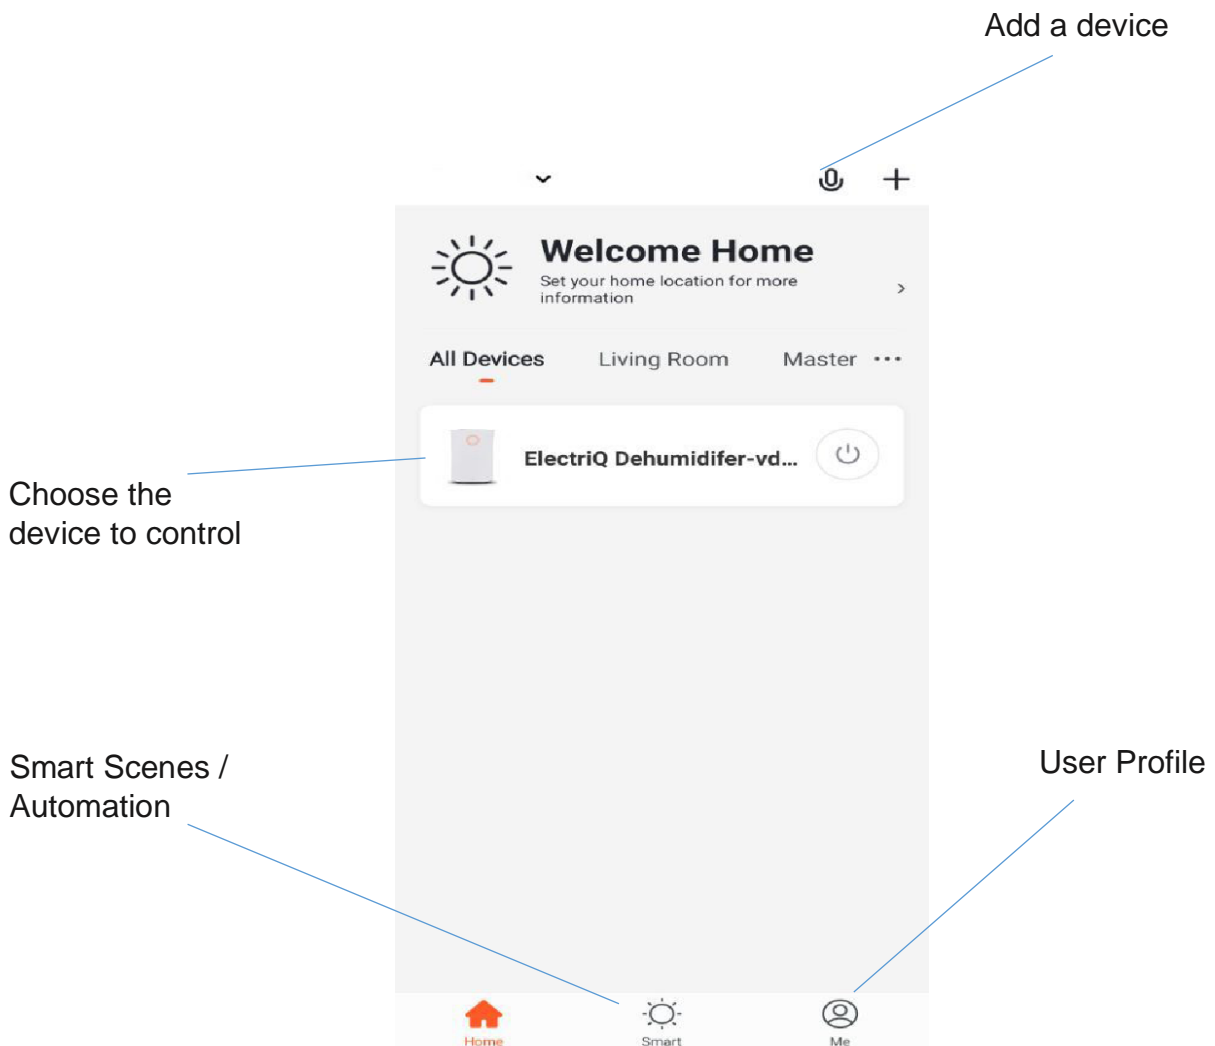 Add a device
Welcome Home
Set your home location for more
information
All Devices
Living Room
Master
ElectriQ Dehumidifer-vd...
Choose the
device to control
Smart Scenes /
Automation
User Profile
Home
Smart
Me